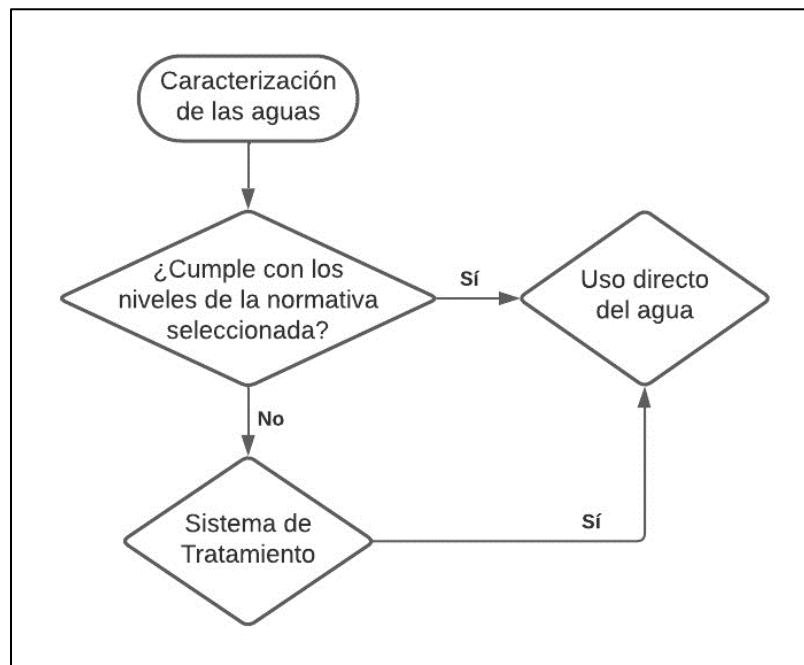 Caracterización
de las aguas
¿Cumple con los
niveles de la normativa
seleccionada?
Sí
Uso directo
del agua
No
Sistema de
Tratamiento
Sí